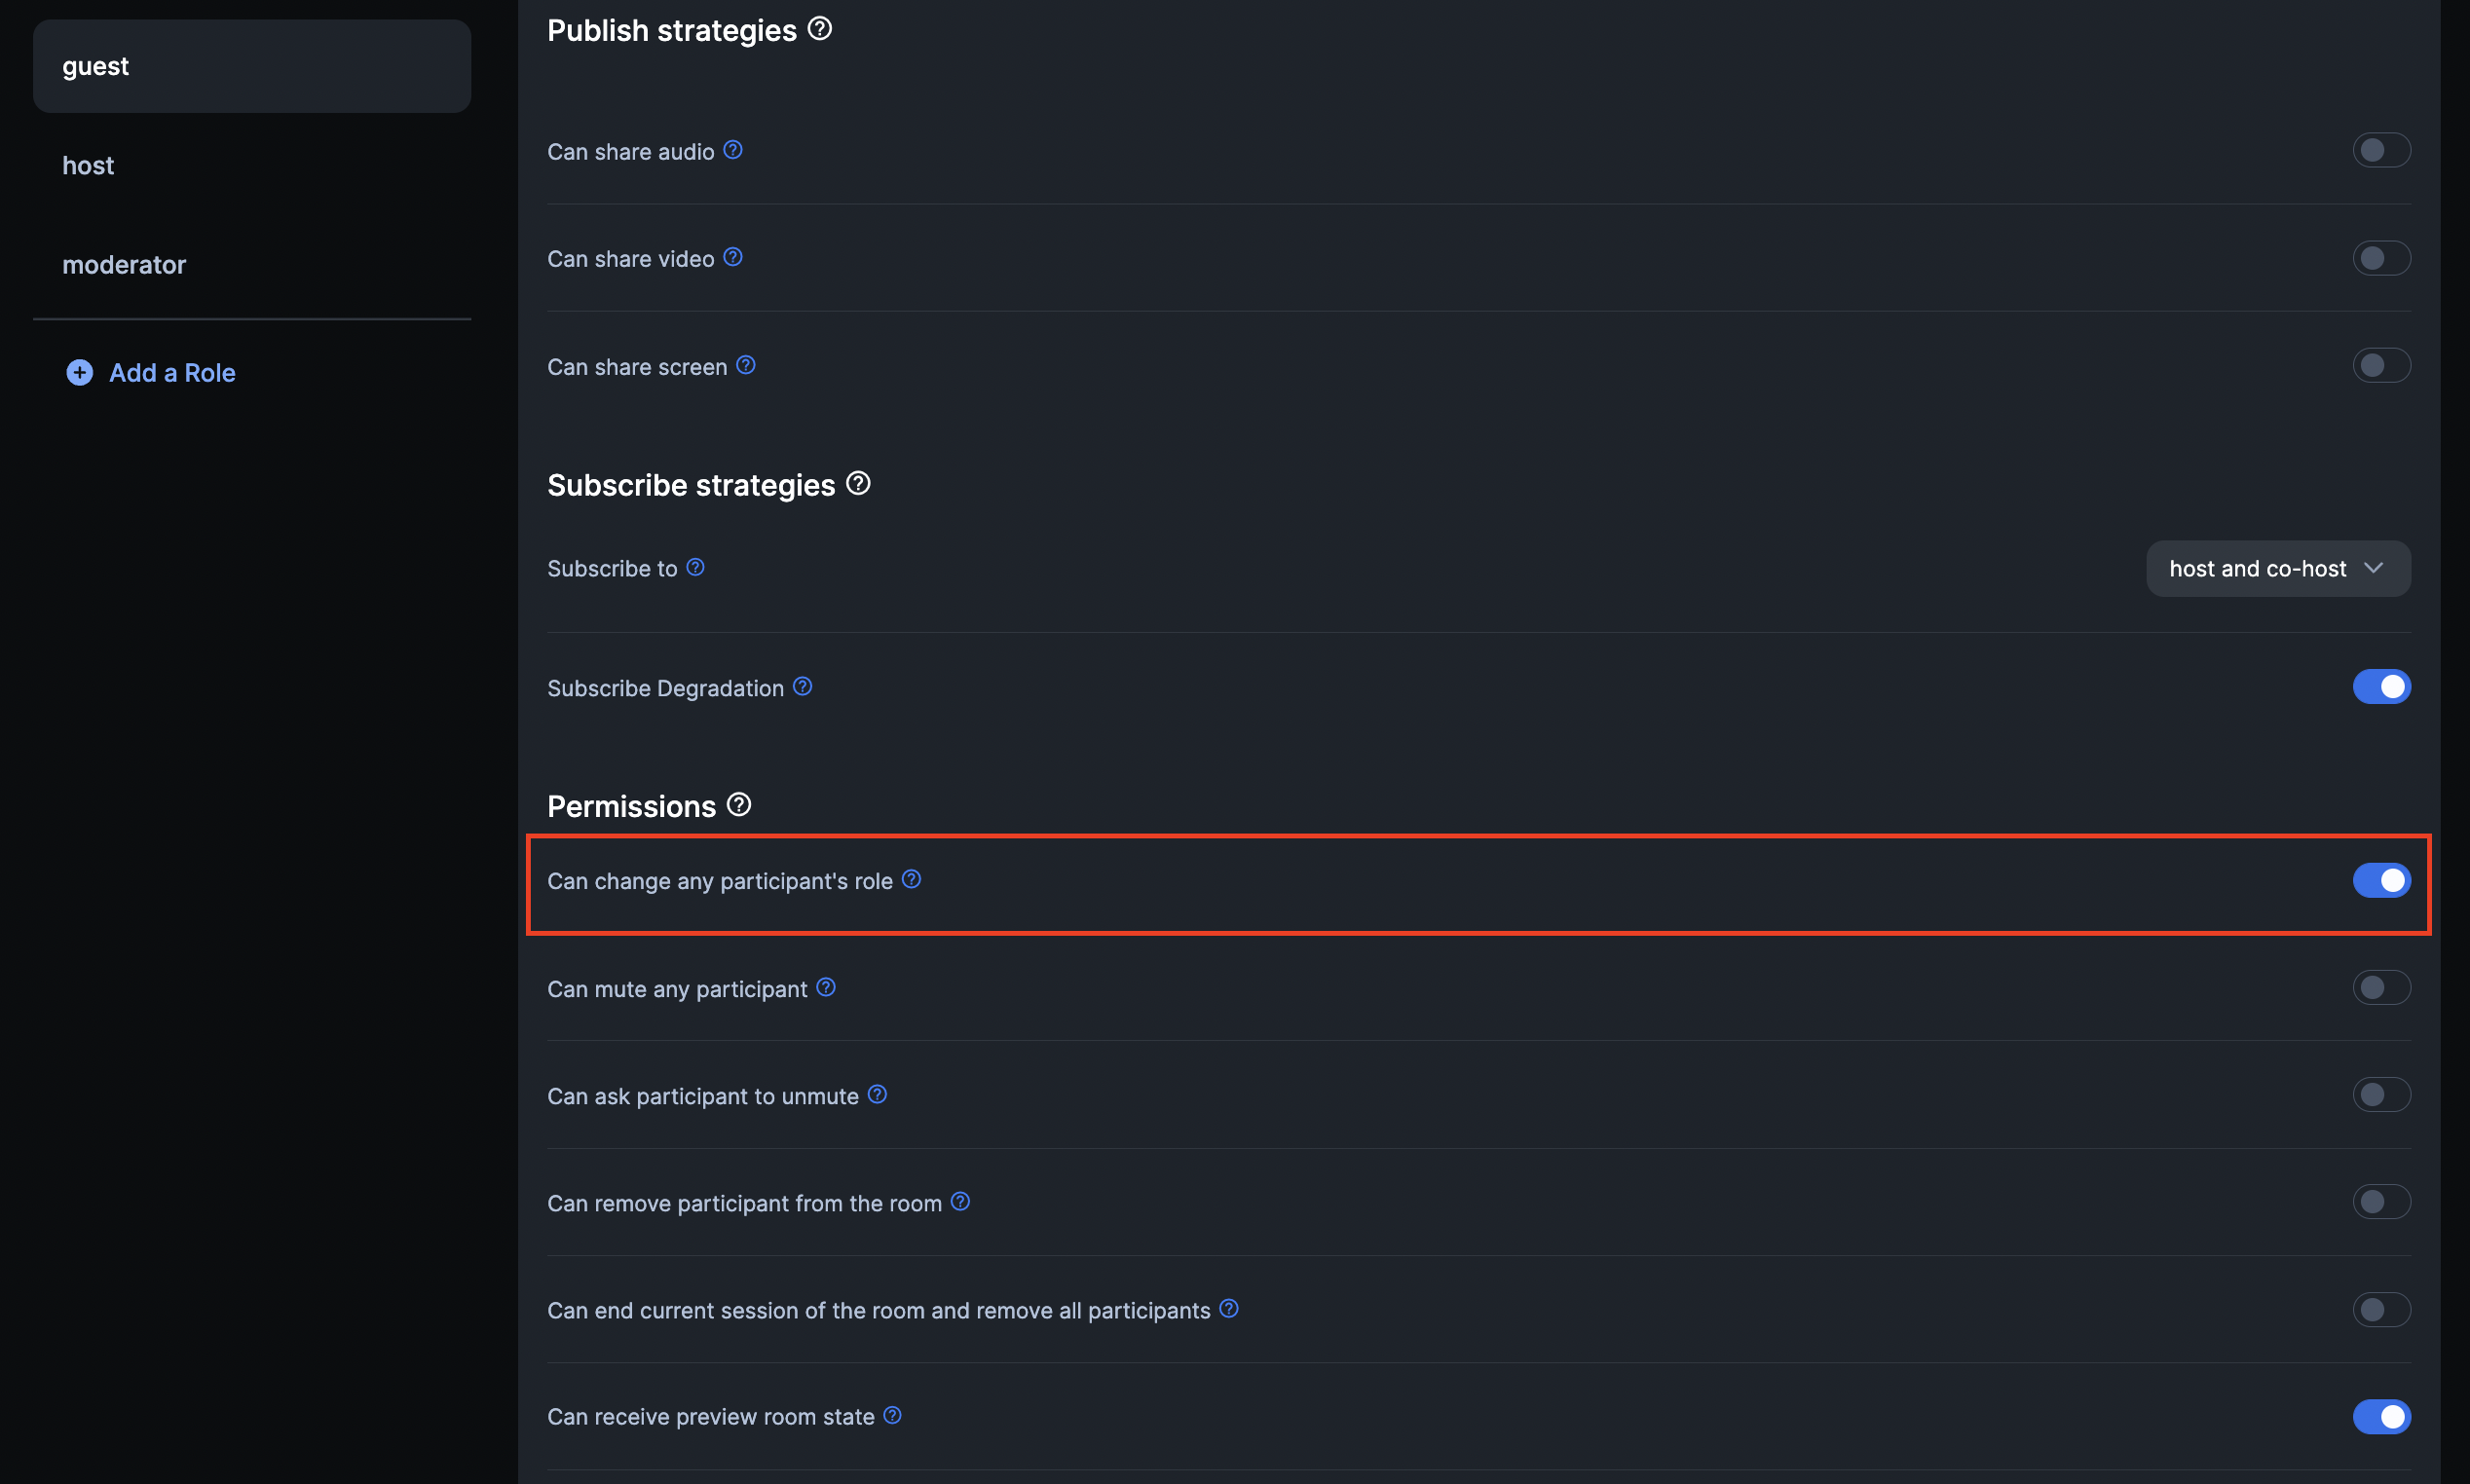 guest
host
moderator
Add a Role
Publish strategies
Can share audio
Can share video
Can share screen
Subscribe strategies
Subscribe to
host and co-host
Subscribe Degradation
Permissions
Can change any participant's role
Can mute any participant
Can ask participant to unmute
Can remove participant from the room
Can end current session of the room and remove all participants
Can receive preview room state